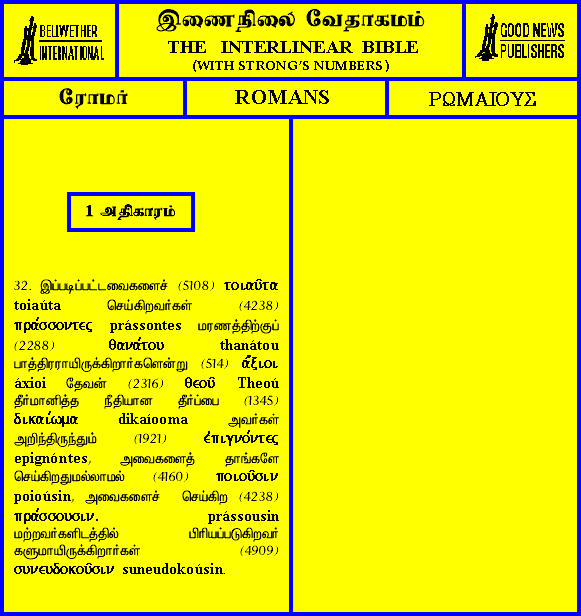 BELLWETHER
INTERNATIONAL
இணைநிலை வேதாகமம்
THE INTERLINEAR BIBLE
(WITH STRONG'S NUMBERS)
GOOD NEWS
PUBLISHERS
ரோமர்
ROMANS
ΡΩΜΑΙΟΥΣ
1 அதிகாரம்
32. இப்படிப்பட்டவைகளைச் (5108) τοιαῦτα
toiaúta செய்கிறவர்கள் (4238)
πράσσοντες prássontes மரணத்திற்குப்
(2288) θανάτου thanátou
பாத்திரராயிருக்கிறார்களென்று (514) ἄξιοι
áxioi தேவன் (2316) θεοῦ Theoú
தீர்மானித்த நீதியான தீர்ப்பை (1345)
δικαίωμα dikaíooma அவர்கள்
அறிந்திருந்தும் (1921) ἐπιγνόντες
epignóntes, அவைகளைத் தாங்களே
செய்கிறதுமல்லாமல் (4160) ποιοῦσιν
poioúsin, அவைகளைச் செய்கிற (4238)
πράσσουσιν. prássousin
மற்றவர்களிடத்தில் பிரியப்படுகிறவர்
களுமாயிருக்கிறார்கள் (4909)
συνευδοκοῦσιν suneudokoúsin.